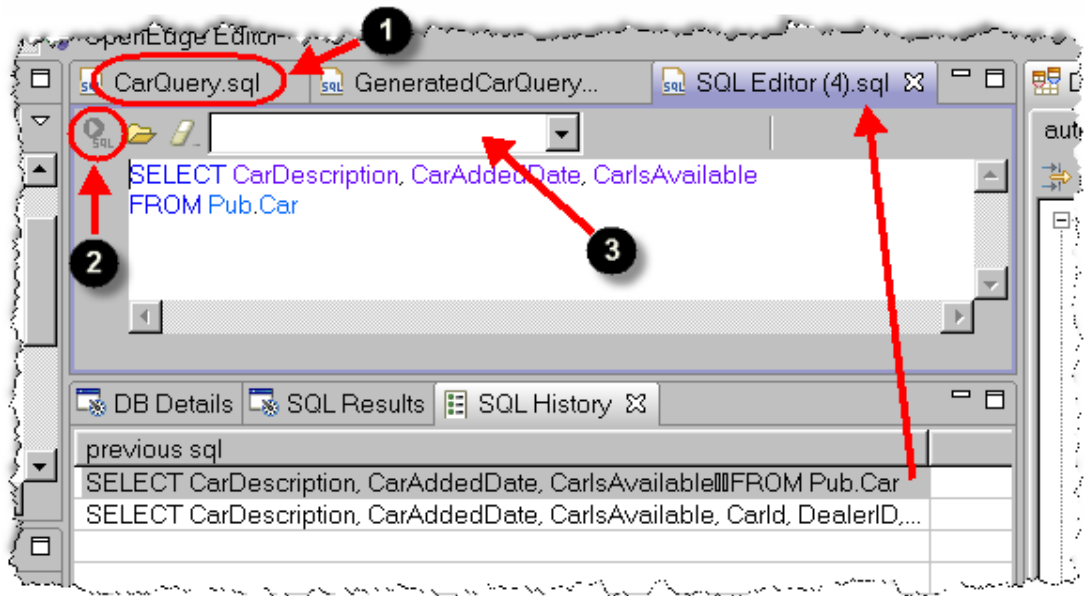 OpenEdge Editor
1
CarQuery.sql
GeneratedCarQuery...
SQL Editor (4).sql
D
SQL
aut
SELECT CarDescription, CarAddedDate, CarIsAvailable
FROM Pub.Car
2
3
DB Details
SQL Results
SQL History
previous sql
SELECT CarDescription, CarAddedDate, CarIsAvailable▯▯FROM Pub.Car
SELECT CarDescription, CarAddedDate, CarIsAvailable, CarId, DealerID,...